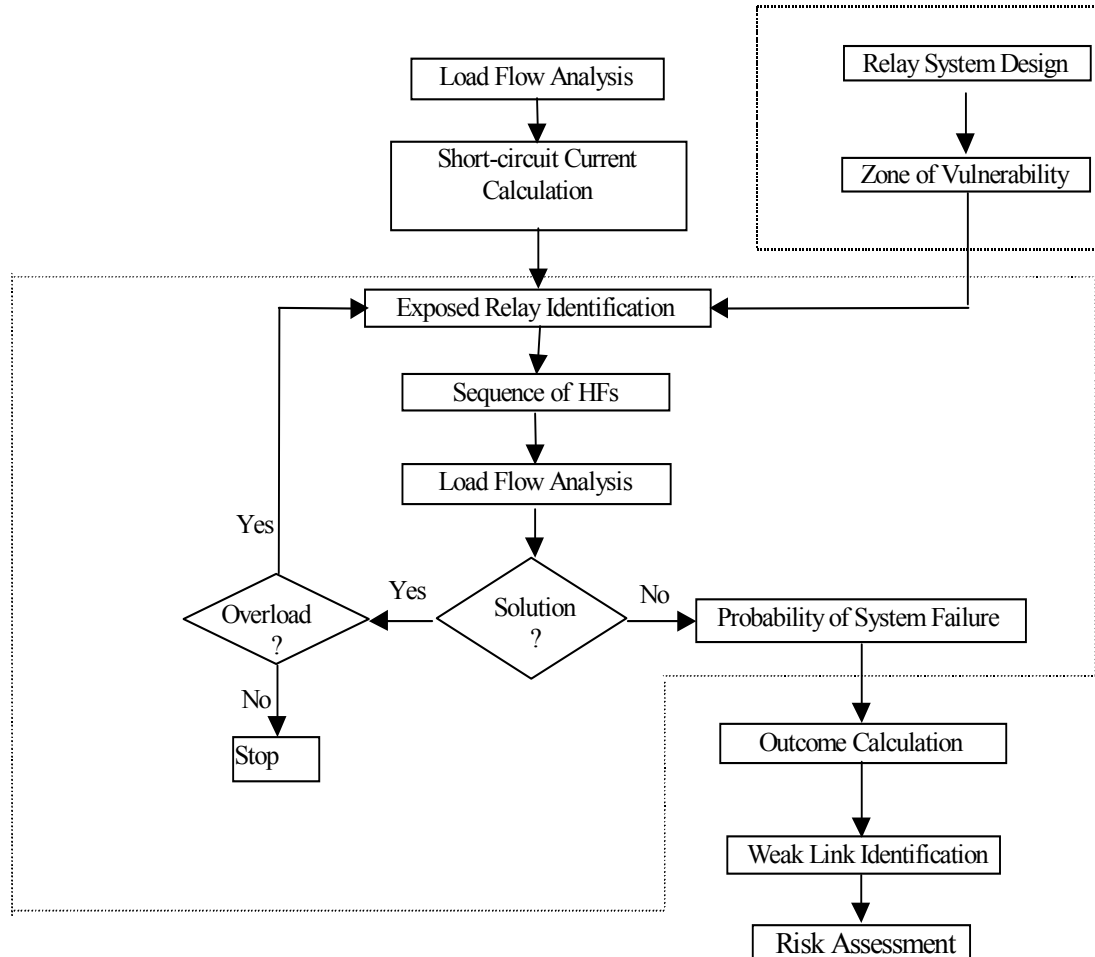 Load Flow Analysis
Relay System Design
Short-circuit Current
Calculation
Zone of Vulnerability
Exposed Relay Identification
Sequence of HFs
Load Flow Analysis
Yes
Overload
?
Yes
Solution
?
No
Probability of System Failure
No
Stop
Outcome Calculation
Weak Link Identification
Risk Assessment